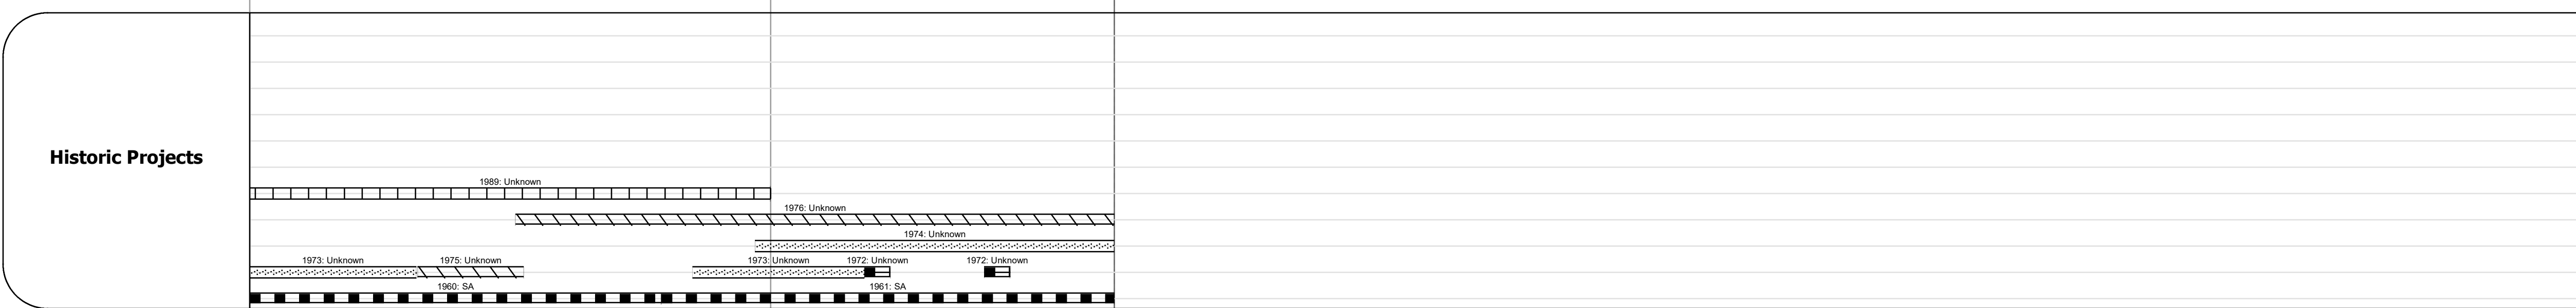 Historic Projects
1989: Unknown
1976: Unknown
1974: Unknown
1973: Unknown
1975: Unknown
1973: Unknown
1972: Unknown
1972: Unknown
1960: SA
1961: SA